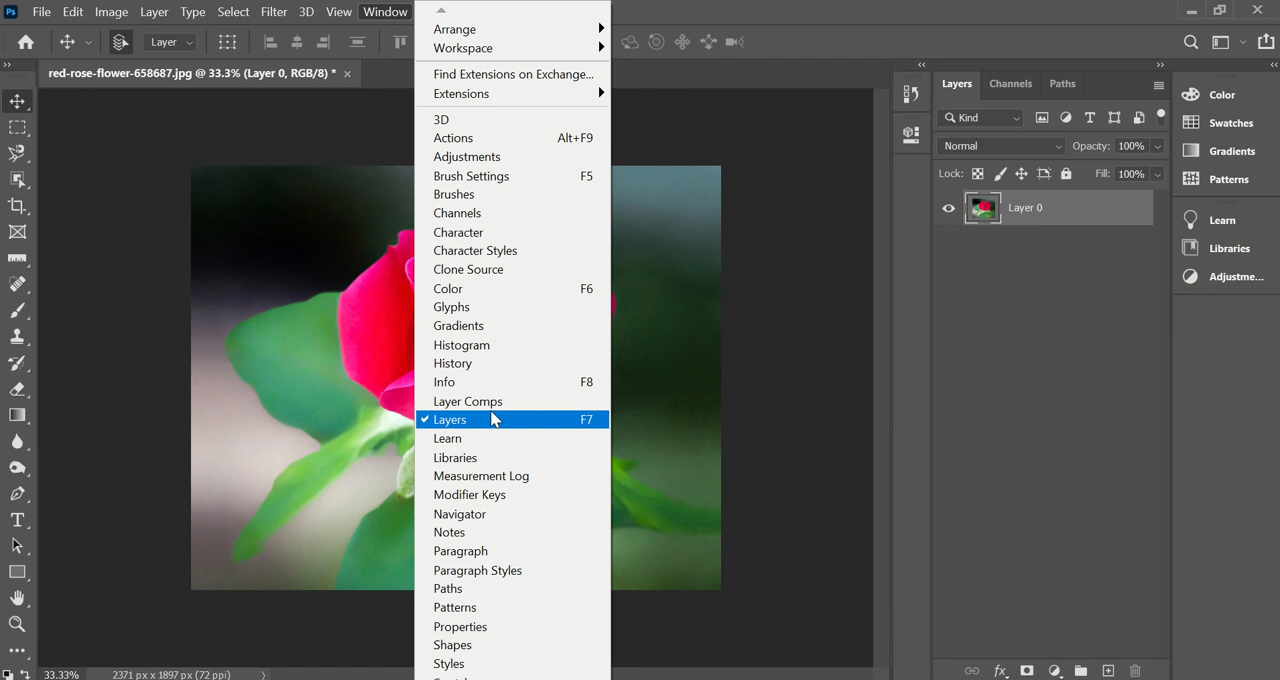 Ps File Edit Image Layer Type Select Filter 3D View Window
Layer
red-rose-flower-658687.jpg @ 33.3% (Layer 0, RGB/8) *
Arrange
Workspace
Find Extensions on Exchange...
Extensions
3D
Actions Alt+F9
Adjustments
Brush Settings F5
Brushes
Channels
Character
Character Styles
Clone Source
Color F6
Glyphs
Gradients
Histogram
History
Info F8
Layer Comps
Layers F7
Learn
Libraries
Measurement Log
Modifier Keys
Navigator
Notes
Paragraph
Paragraph Styles
Paths
Patterns
Properties
Shapes
Styles
Layers Channels Paths
Kind
Normal Opacity: 100%
Lock: Fill: 100%
Layer 0
fx
Color
Swatches
Gradients
Patterns
Learn
Libraries
Adjustme...
33.33% 2371 px x 1897 px (72 ppi)